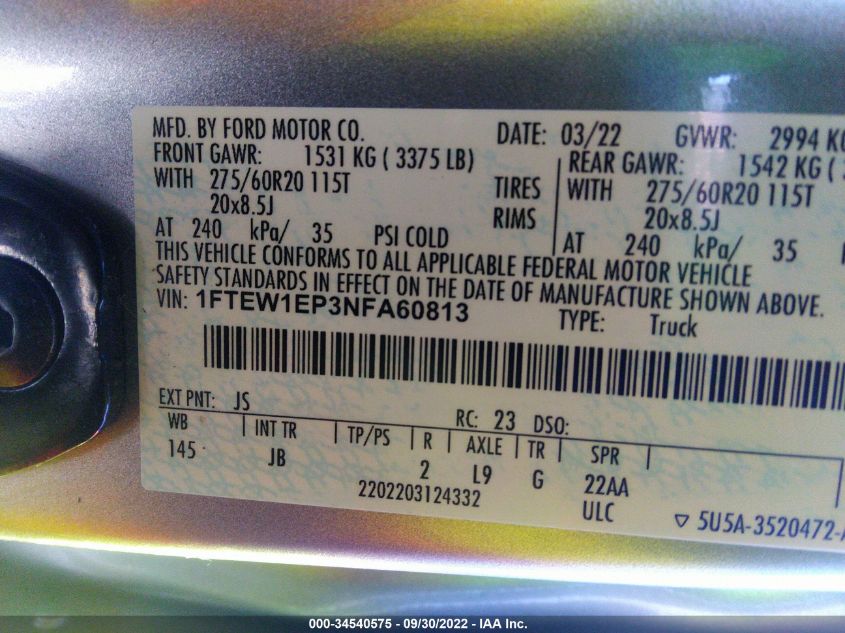 MFD. BY FORD MOTOR CO. DATE: 03/22 GVWR: 2994 KG
FRONT GAWR: 1531 KG ( 3375 LB) REAR GAWR: 1542 KG (
WITH 275/60R20 115T TIRES WITH 275/60R20 115T
20x8.5J RIMS 20x8.5J
AT 240 kPa/ 35 PSI COLD AT 240 kPa/ 35
THIS VEHICLE CONFORMS TO ALL APPLICABLE FEDERAL MOTOR VEHICLE
SAFETY STANDARDS IN EFFECT ON THE DATE OF MANUFACTURE SHOWN ABOVE.
VIN: 1FTEW1EP3NFA60813 TYPE: Truck
EXT PNT: JS RC: 23 DSO:
WB INT TR TP/PS R AXLE TR SPR
145 JB 2 L9 G 22AA
2202203124332 ULC
▽ 5U5A-3520472-
000-34540575 - 09/30/2022 - IAA Inc.